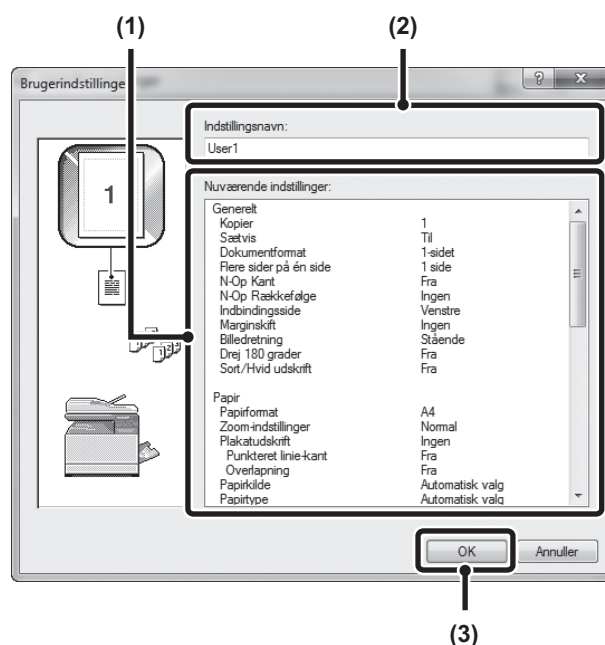 (1)
(2)
Brugerindstillinge
Indstillingsnavn:
User1
1
Nuværende indstillinger:
Generelt
Kopier 1
Sætvis Til
Dokumentformat 1-sidet
Flere sider på én side 1 side
N-Op Kant Fra
N-Op Rækkefølge Ingen
Indbindingsside Venstre
Marginskift Ingen
Billedretning Stående
Drej 180 grader Fra
Sort/Hvid udskrift Fra
Papir
Papirformat A4
Zoom-indstillinger Normal
Plakatudskrift Ingen
Punkteret linie-kant Fra
Overlapning Fra
Papirkilde Automatisk valg
Papirtype Automatisk valg
OK Annuller
(3)